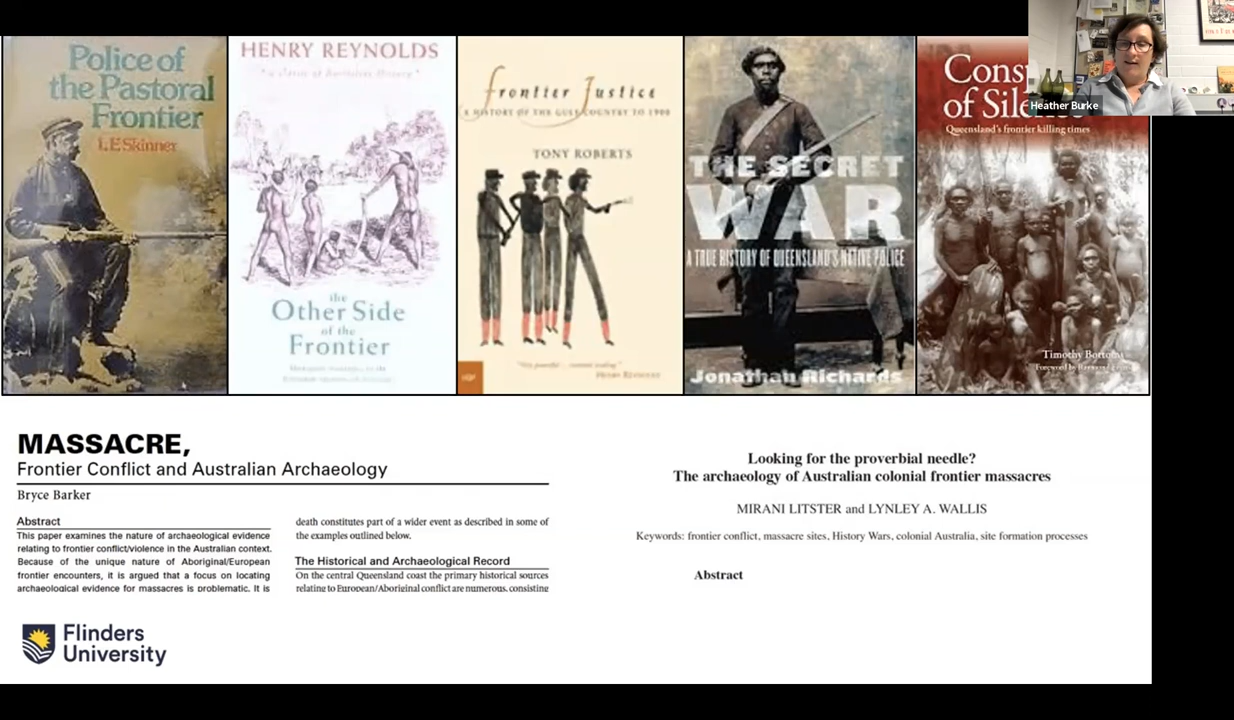 Police of
the Pastoral
Frontier
L.E.Skinner
HENRY REYNOLDS
"a classic of Australian History"
the
Other Side
of the
Frontier
Frontier Justice
A HISTORY OF THE GULF COUNTRY TO 1900
TONY ROBERTS
HENRY REYNOLDS
THE SECRET
WAR
A TRUE HISTORY OF QUEENSLAND'S NATIVE POLICE
Jonathan Richards
Cons
of Sile
Queensland's frontier killing times
Timothy Bottoms
Foreword by
Heather Burke
MASSACRE,
Frontier Conflict and Australian Archaeology
Bryce Barker
Abstract
This paper examines the nature of archaeological evidence
relating to frontier conflict/violence in the Australian context.
Because of the unique nature of Aboriginal/European
frontier encounters, it is argued that a focus on locating
archaeological evidence for massacres is problematic. It is
death constitutes part of a wider event as described in some of
the examples outlined below.
The Historical and Archaeological Record
On the central Queensland coast the primary historical sources
relating to European/Aboriginal conflict are numerous, consisting
Looking for the proverbial needle?
The archaeology of Australian colonial frontier massacres
MIRANI LITSTER and LYNLEY A. WALLIS
Keywords: frontier conflict, massacre sites, History Wars, colonial Australia, site formation processes
Abstract
Flinders
University